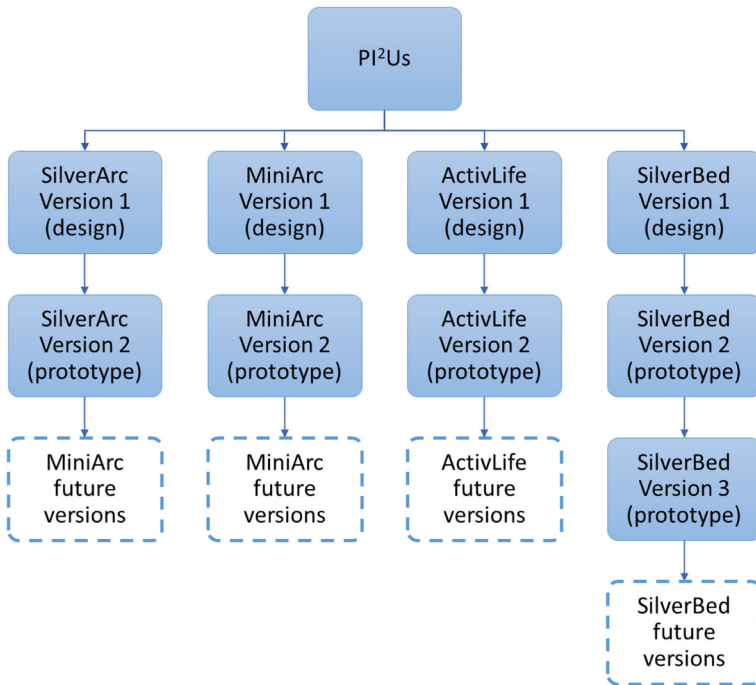 PI²Us
SilverArc
Version 1
(design)
MiniArc
Version 1
(design)
ActivLife
Version 1
(design)
SilverBed
Version 1
(design)
SilverArc
Version 2
(prototype)
MiniArc
Version 2
(prototype)
ActivLife
Version 2
(prototype)
SilverBed
Version 2
(prototype)
MiniArc
future
versions
MiniArc
future
versions
ActivLife
future
versions
SilverBed
Version 3
(prototype)
SilverBed
future
versions